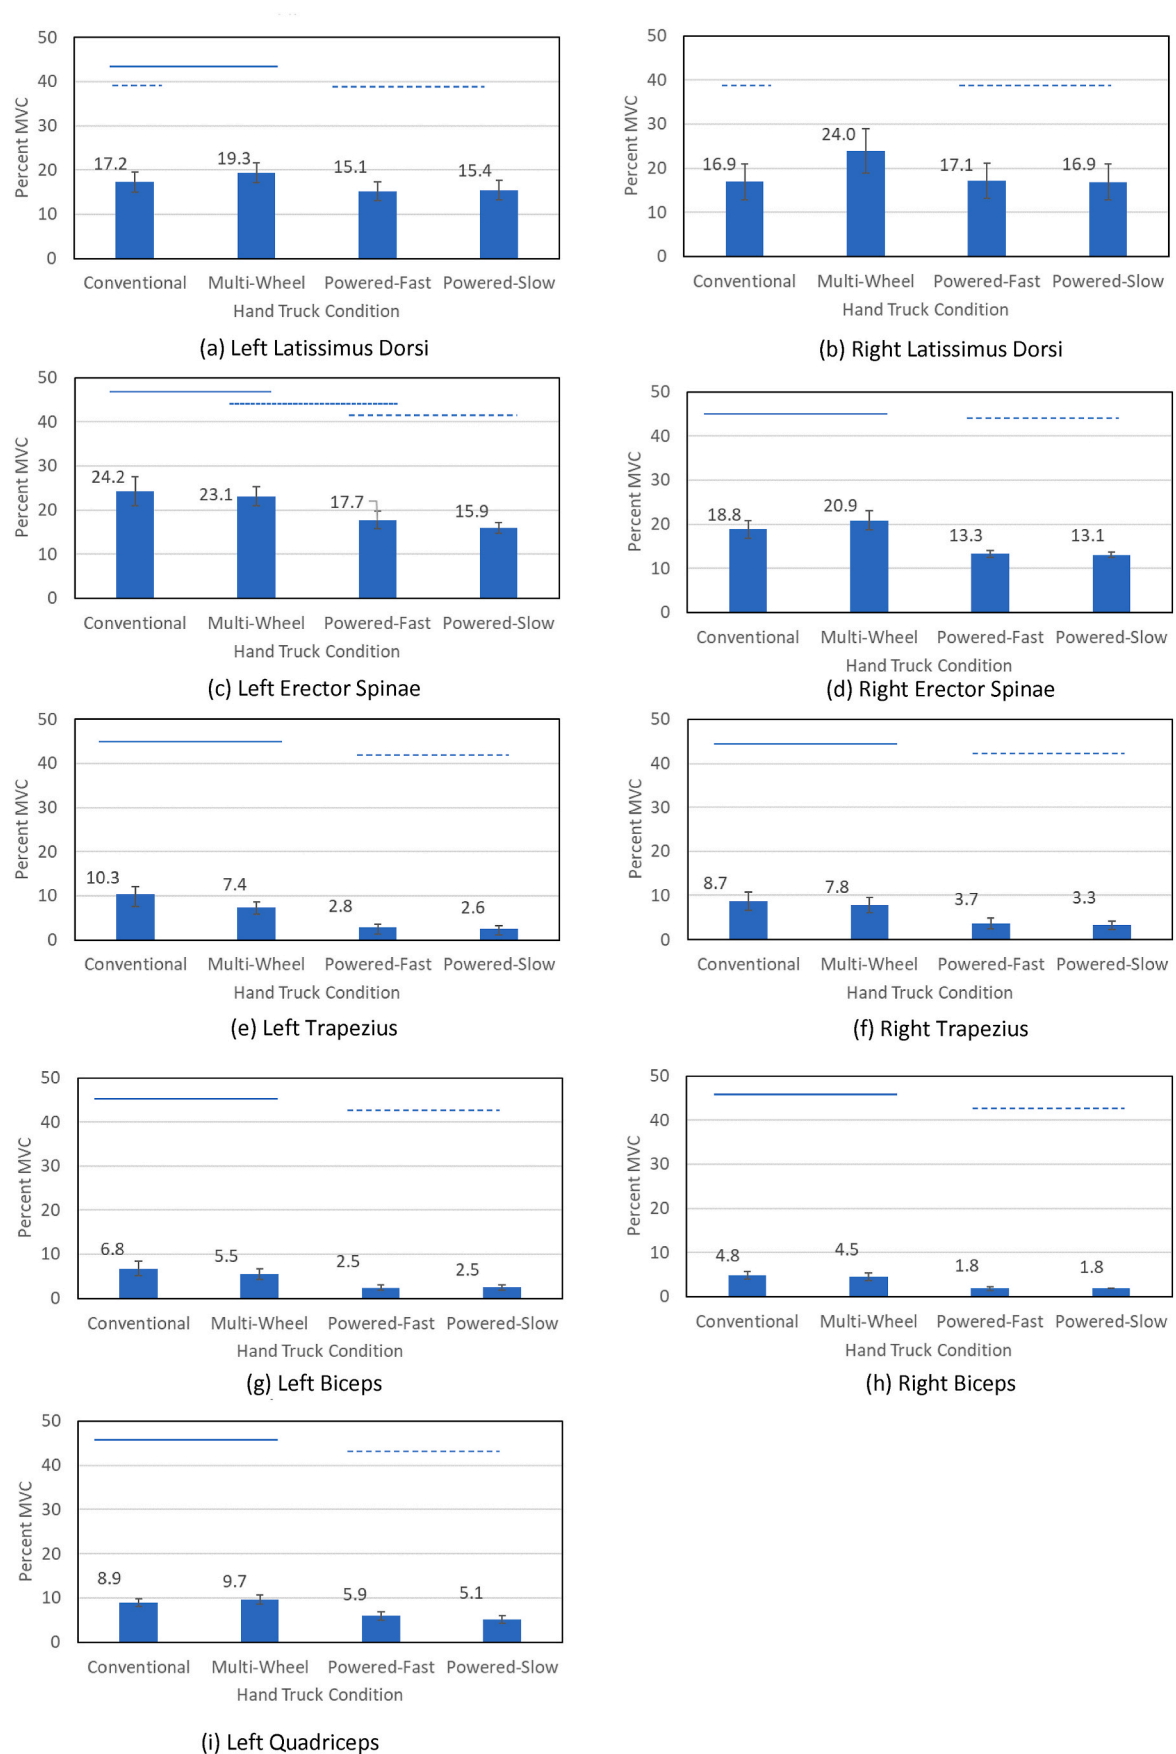 50
40
30
20
10
0
Percent MVC
17.2
19.3
15.1
15.4
Conventional Multi-Wheel Powered-Fast Powered-Slow
Hand Truck Condition
(a) Left Latissimus Dorsi
50
40
30
20
10
0
Percent MVC
16.9
24.0
17.1
16.9
Conventional Multi-Wheel Powered-Fast Powered-Slow
Hand Truck Condition
(b) Right Latissimus Dorsi
50
40
30
20
10
0
Percent MVC
24.2
23.1
17.7
15.9
Conventional Multi-Wheel Powered-Fast Powered-Slow
Hand Truck Condition
(c) Left Erector Spinae
50
40
30
20
10
0
Percent MVC
18.8
20.9
13.3
13.1
Conventional Multi-Wheel Powered-Fast Powered-Slow
Hand Truck Condition
(d) Right Erector Spinae
50
40
30
20
10
0
Percent MVC
10.3
7.4
2.8
2.6
Conventional Multi-Wheel Powered-Fast Powered-Slow
Hand Truck Condition
(e) Left Trapezius
50
40
30
20
10
0
Percent MVC
8.7
7.8
3.7
3.3
Conventional Multi-Wheel Powered-Fast Powered-Slow
Hand Truck Condition
(f) Right Trapezius
50
40
30
20
10
0
Percent MVC
6.8
5.5
2.5
2.5
Conventional Multi-Wheel Powered-Fast Powered-Slow
Hand Truck Condition
(g) Left Biceps
50
40
30
20
10
0
Percent MVC
4.8
4.5
1.8
1.8
Conventional Multi-Wheel Powered-Fast Powered-Slow
Hand Truck Condition
(h) Right Biceps
50
40
30
20
10
0
Percent MVC
8.9
9.7
5.9
5.1
Conventional Multi-Wheel Powered-Fast Powered-Slow
Hand Truck Condition
(i) Left Quadriceps